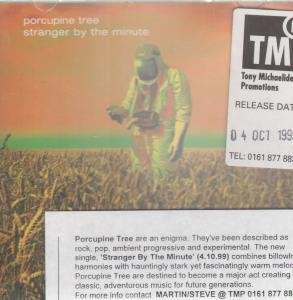 porcupine tree
stranger by the minute
TM
Tony Michaelide
Promotions
RELEASE DAT
04 OCT 199
TEL: 0161 877 88
Porcupine Tree are an enigma. They've been described as
rock, pop, ambient progressive and experimental. The new
single, 'Stranger By The Minute' (4.10.99) combines billowin
harmonies with hauntingly stark yet fascinatingly warm melod
Porcupine Tree are destined to become a major act creating
classic, adventurous music for future generations.
For more info contact MARTIN/STEVE @ TMP 0161 877 88